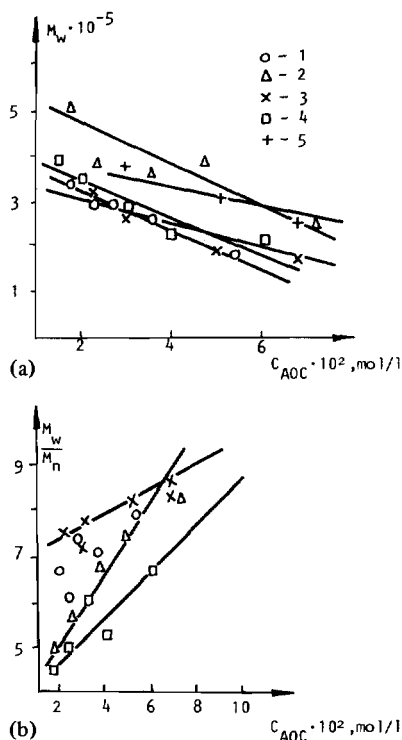 M_w · 10^-5
○ - 1
△ - 2
× - 3
□ - 4
+ - 5
5
3
1
2 4 6
(a)
C_AOC · 10^2 ,mol/l
M_w
M_n
9
7
5
2 4 6 8 10
(b)
C_AOC · 10^2 ,mol/l